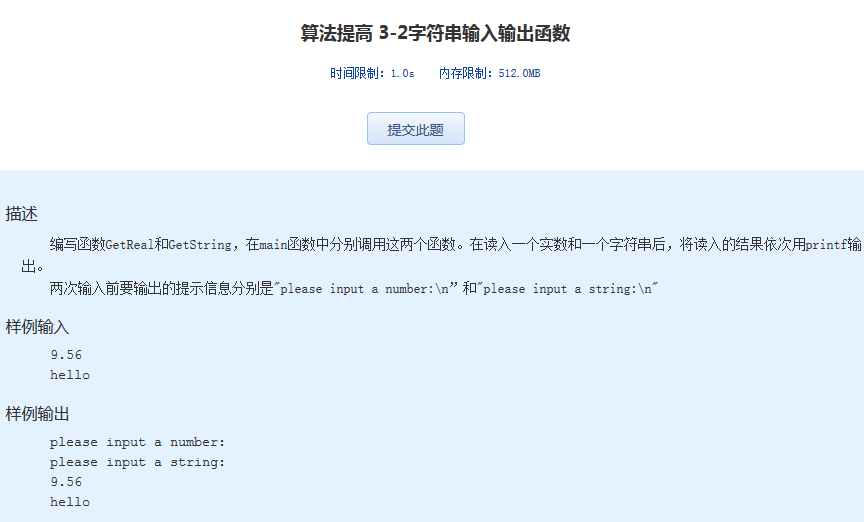 算法提高 3-2字符串输入输出函数
时间限制：1.0s 内存限制：512.0MB
提交此题
描述
编写函数GetReal和GetString，在main函数中分别调用这两个函数。在读入一个实数和一个字符串后，将读入的结果依次用printf输
出。
两次输入前要输出的提示信息分别是"please input a number:\n”和"please input a string:\n"
样例输入
9.56
hello
样例输出
please input a number:
please input a string:
9.56
hello